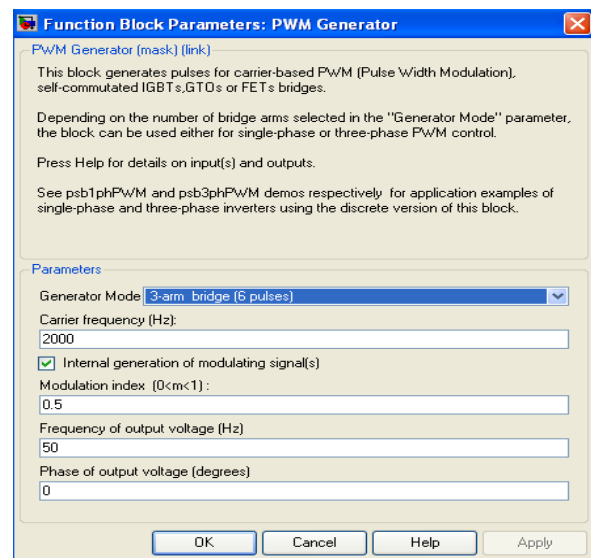 Function Block Parameters: PWM Generator
PWM Generator (mask) (link)
This block generates pulses for carrier-based PWM (Pulse Width Modulation),
self-commutated IGBTs,GTOs or FETs bridges.
Depending on the number of bridge arms selected in the "Generator Mode" parameter,
the block can be used either for single-phase or three-phase PWM control.
Press Help for details on input(s) and outputs.
See psb1phPWM and psb3phPWM demos respectively for application examples of
single-phase and three-phase inverters using the discrete version of this block.
Parameters
Generator Mode 3-arm bridge (6 pulses)
Carrier frequency (Hz):
2000
Internal generation of modulating signal(s)
Modulation index (0<m<1) :
0.5
Frequency of output voltage (Hz)
50
Phase of output voltage (degrees)
0
OK Cancel Help Apply